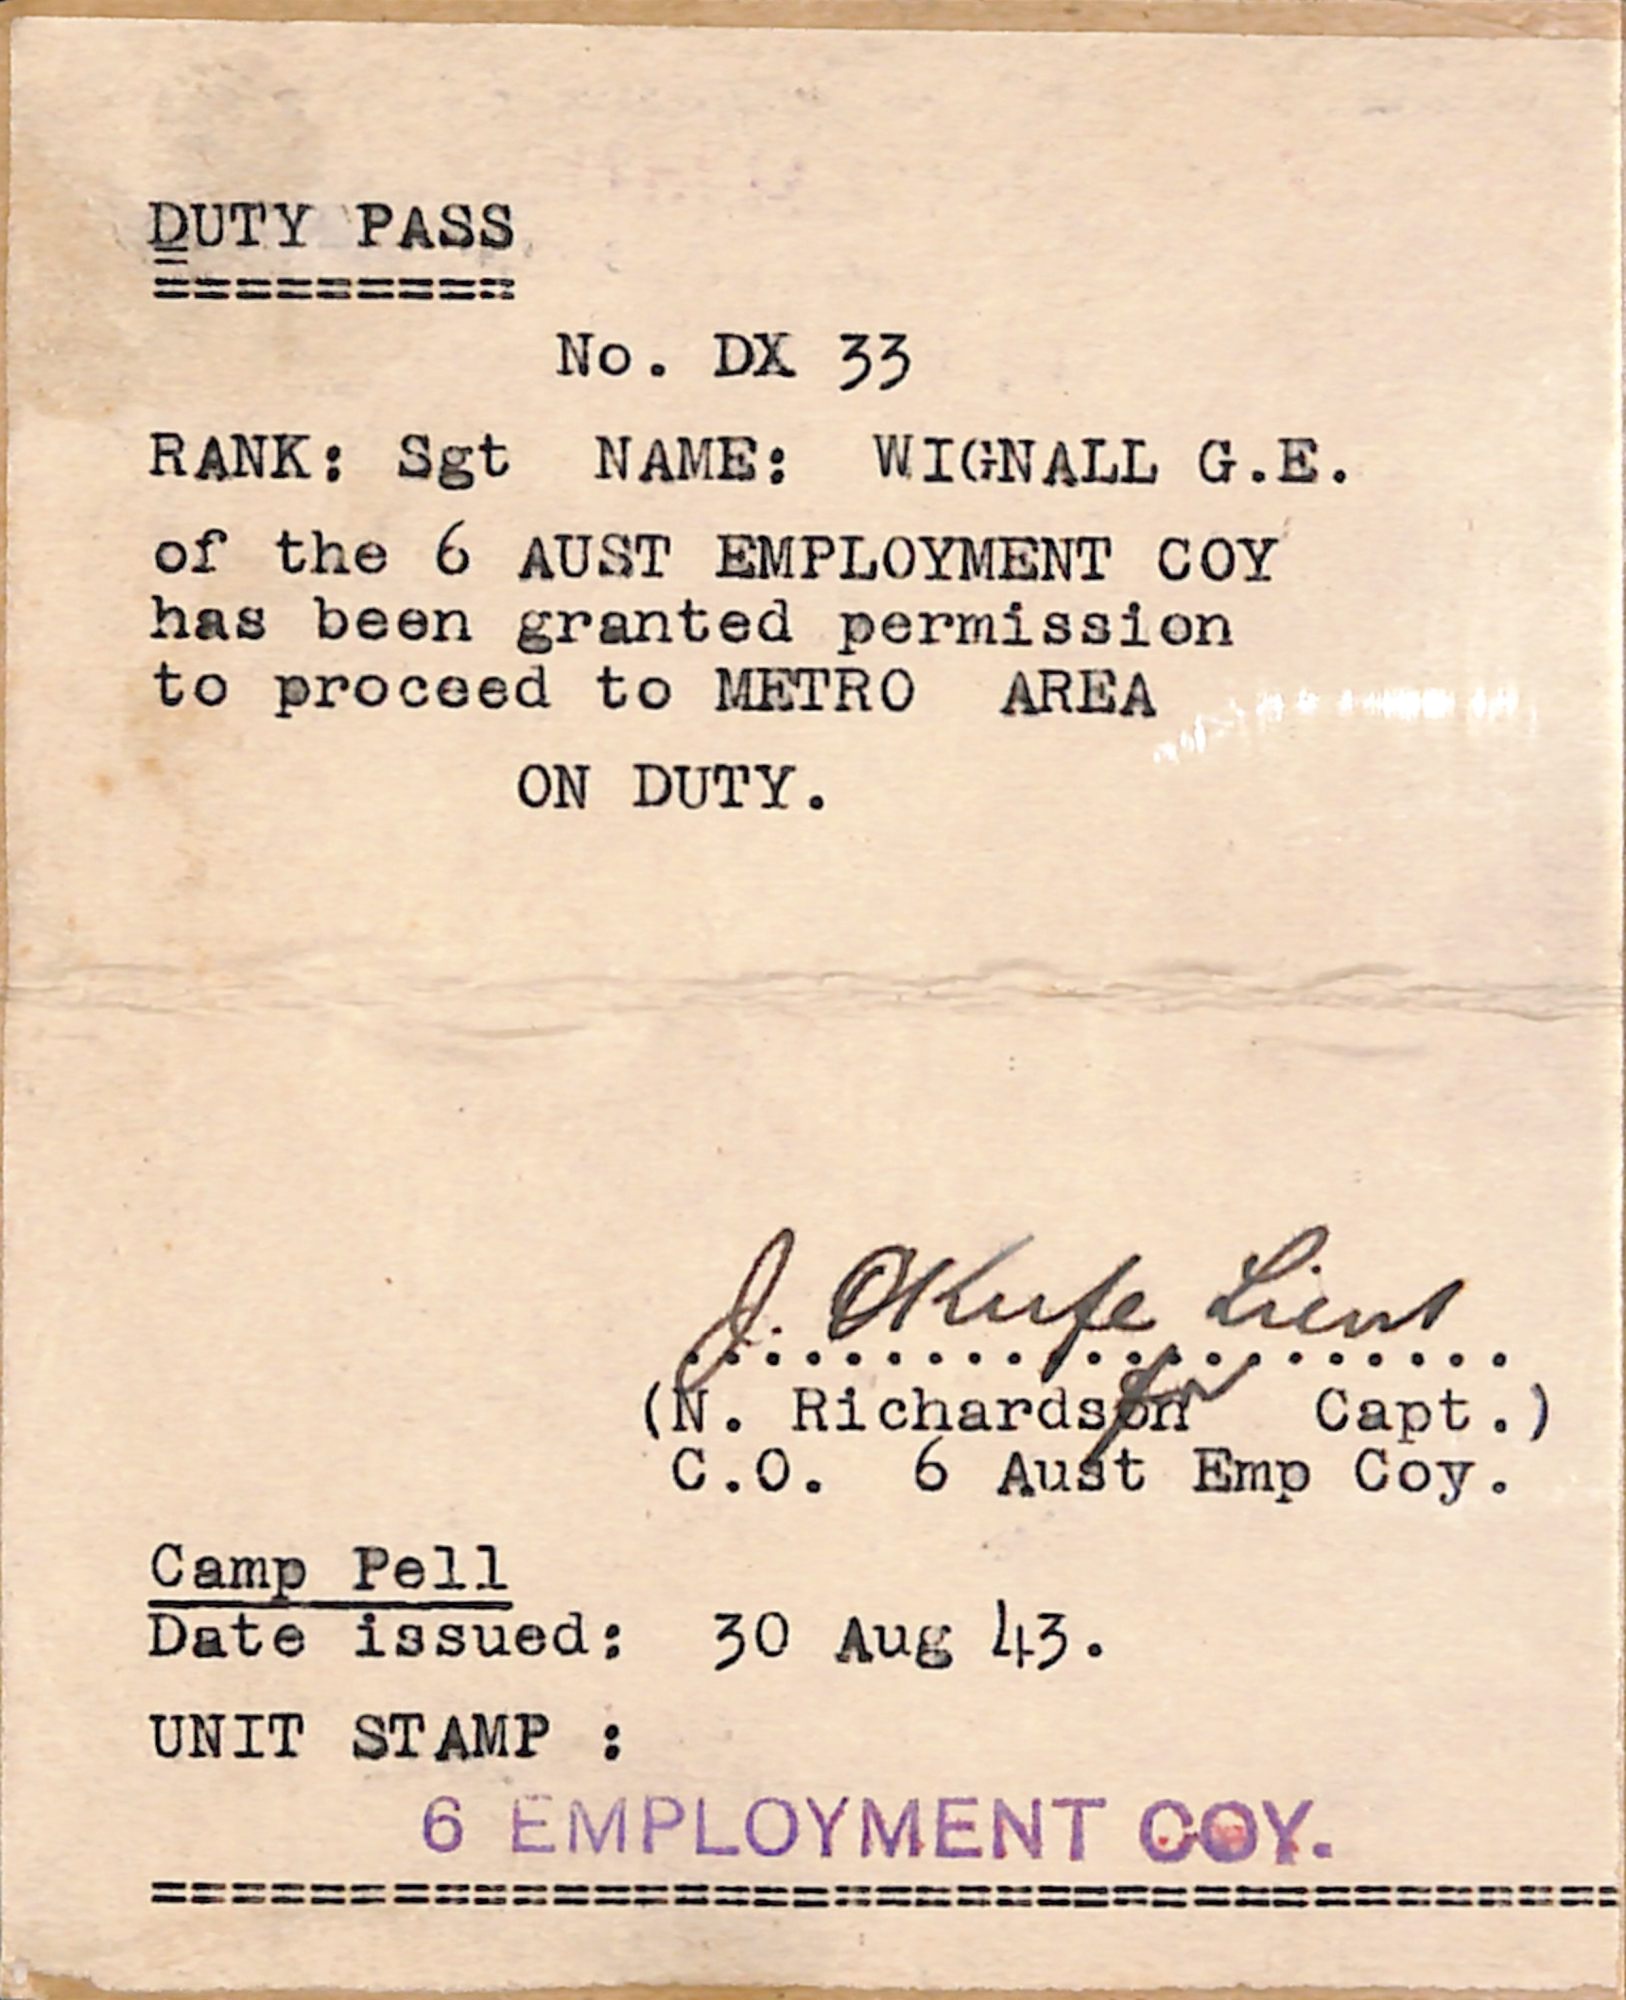 DUTY PASS
=========
No. DX 33
RANK: Sgt NAME: WIGNALL G.E.
of the 6 AUST EMPLOYMENT COY
has been granted permission
to proceed to METRO AREA
ON DUTY.
J. OKeefe Lieut
....................
for
(N. Richardson Capt.)
C.O. 6 Aust Emp Coy.
Camp Pell
Date issued: 30 Aug 43.
UNIT STAMP :
6 EMPLOYMENT COY.
====================================